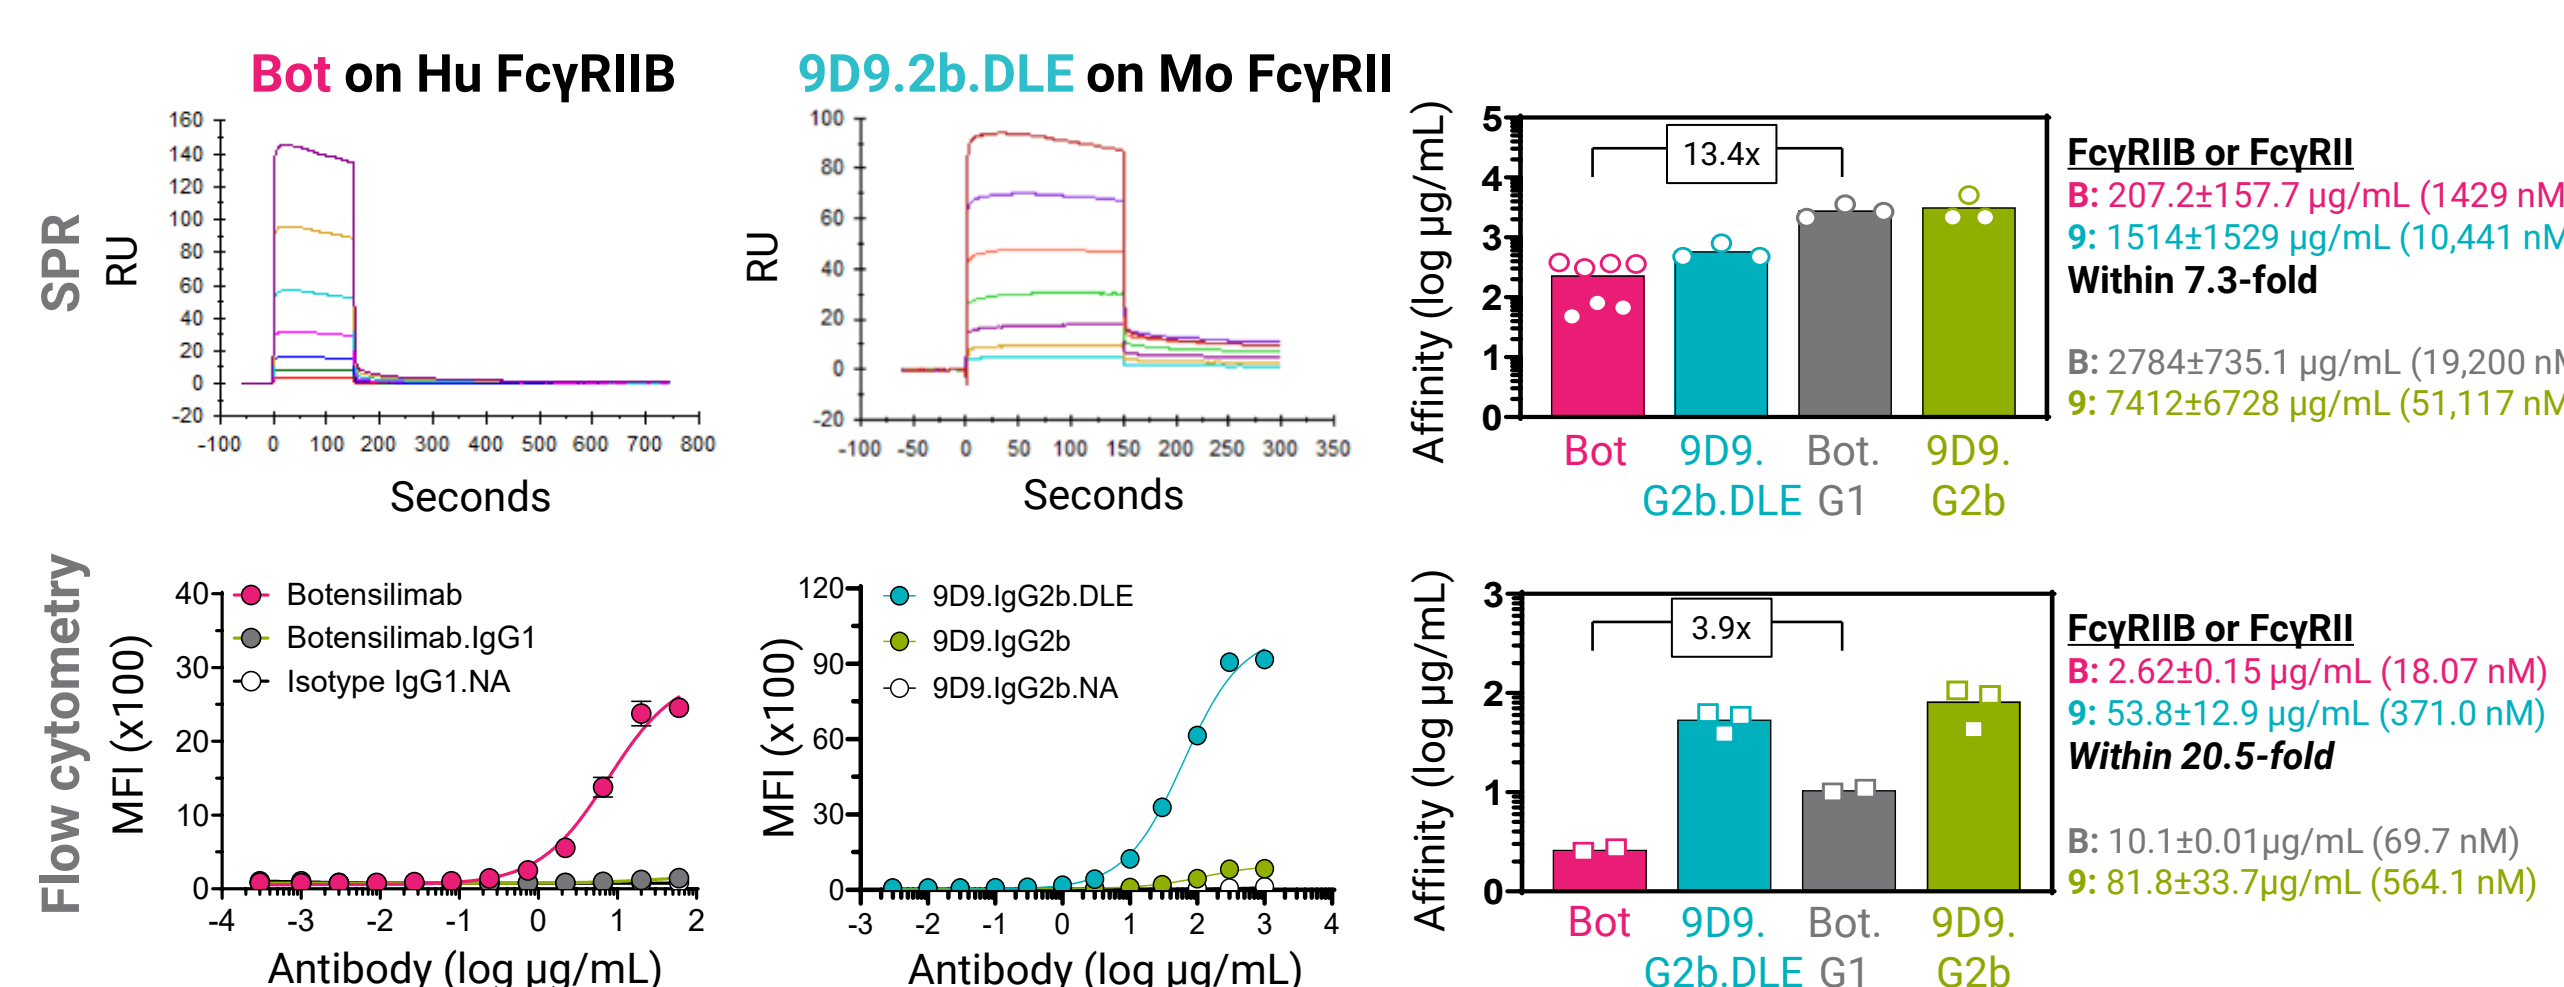 Bot on Hu FcγRIIB
9D9.2b.DLE on Mo FcγRII
SPR
RU
160
140
120
100
80
60
40
20
0
-20
-100 0 100 200 300 400 500 600 700 800
Seconds
RU
100
80
60
40
20
0
-20
-100 -50 0 50 100 150 200 250 300 350
Seconds
Affinity (log µg/mL)
5
4
3
2
1
0
13.4x
Bot
9D9.
G2b.DLE
Bot.
G1
9D9.
G2b
FcγRIIB or FcγRII
B: 207.2±157.7 µg/mL (1429 nM
9: 1514±1529 µg/mL (10,441 nM
Within 7.3-fold
B: 2784±735.1 µg/mL (19,200 nM
9: 7412±6728 µg/mL (51,117 nM
Flow cytometry
MFI (x100)
40
30
20
10
0
Botensilimab
Botensilimab.IgG1
Isotype IgG1.NA
-4 -3 -2 -1 0 1 2
Antibody (log µg/mL)
MFI (x100)
120
90
60
30
0
9D9.IgG2b.DLE
9D9.IgG2b
9D9.IgG2b.NA
-3 -2 -1 0 1 2 3 4
Antibody (log µg/mL)
Affinity (log µg/mL)
3
2
1
0
3.9x
Bot
9D9.
G2b.DLE
Bot.
G1
9D9.
G2b
FcγRIIB or FcγRII
B: 2.62±0.15 µg/mL (18.07 nM)
9: 53.8±12.9 µg/mL (371.0 nM)
Within 20.5-fold
B: 10.1±0.01µg/mL (69.7 nM)
9: 81.8±33.7µg/mL (564.1 nM)